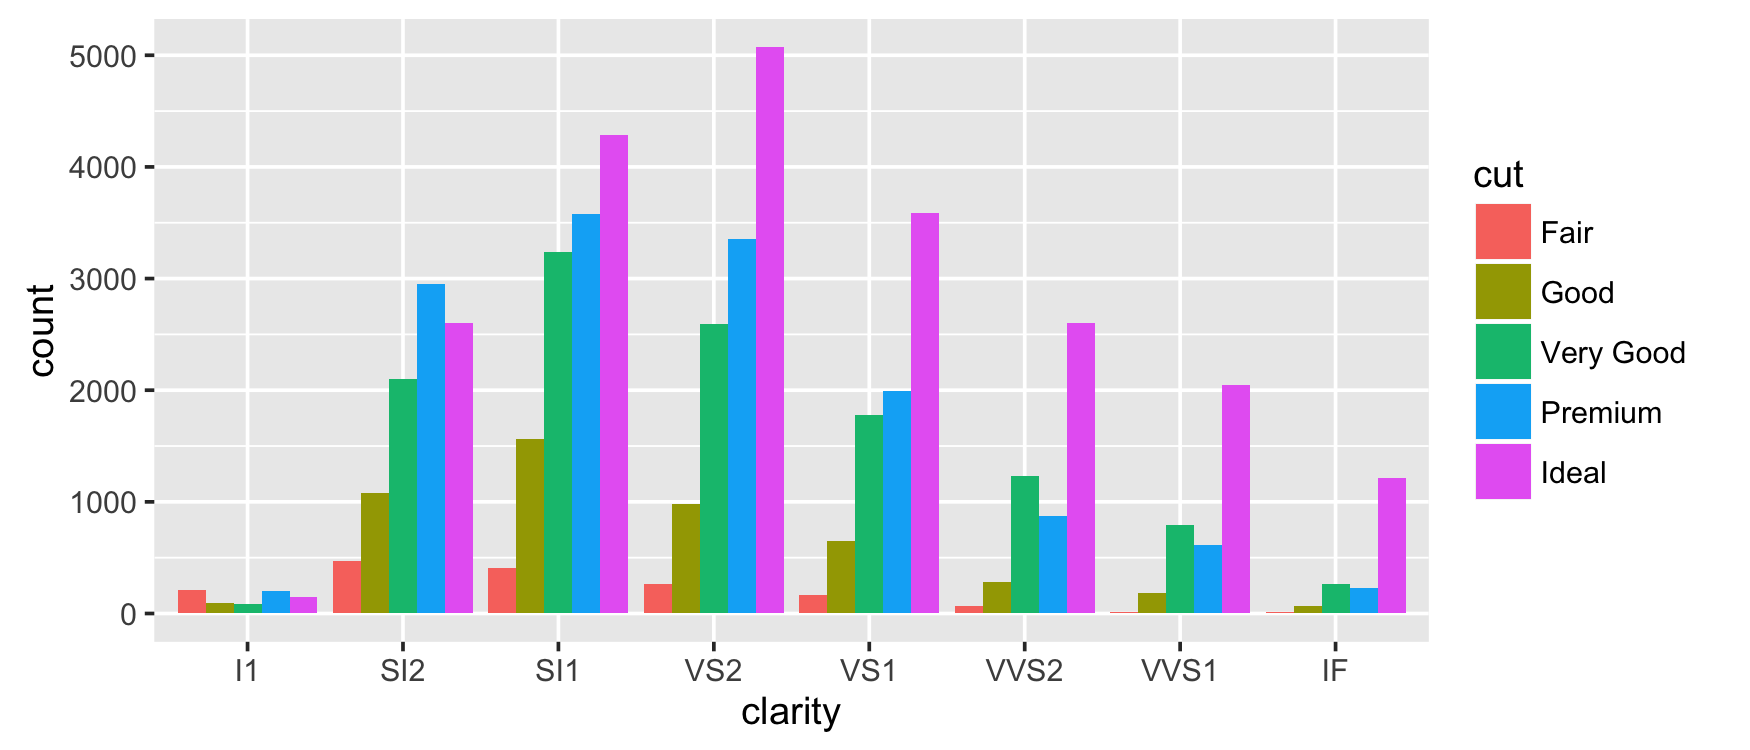 5000
4000
3000
2000
1000
0
count
I1 SI2 SI1 VS2 VS1 VVS2 VVS1 IF
clarity
cut
Fair
Good
Very Good
Premium
Ideal